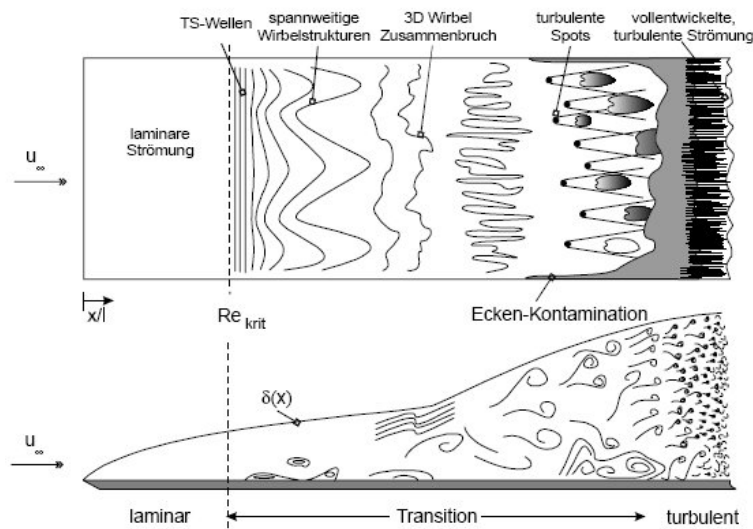 TS-Wellen
spannweitige
Wirbelstrukturen
3D Wirbel
Zusammenbruch
turbulente
Spots
vollentwickelte,
turbulente Strömung
laminare
Strömung
u∞
x/l
Re krit
Ecken-Kontamination
δ(x)
u∞
laminar
Transition
turbulent